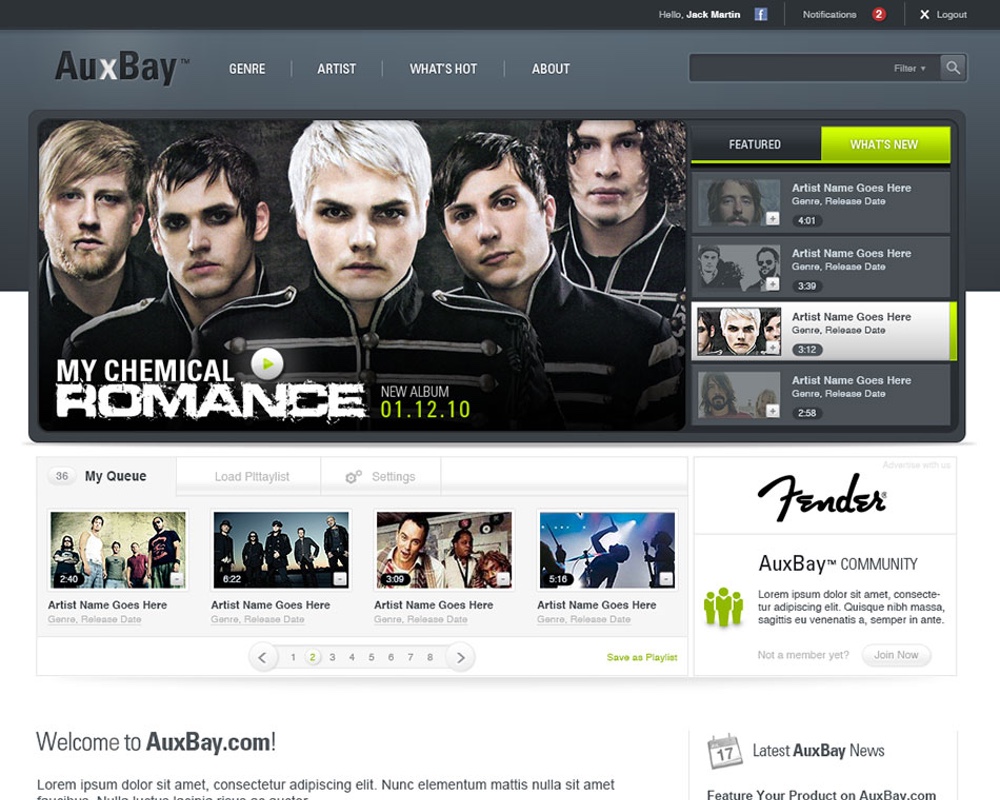 Hello, Jack Martin
Notifications 2
X Logout
AuxBay™
GENRE
ARTIST
WHAT'S HOT
ABOUT
Filter
FEATURED
WHAT'S NEW
Artist Name Goes Here
Genre, Release Date
4:01
Artist Name Goes Here
Genre, Release Date
3:39
Artist Name Goes Here
Genre, Release Date
3:12
Artist Name Goes Here
Genre, Release Date
2:58
MY CHEMICAL
ROMANCE
NEW ALBUM
01.12.10
36 My Queue
Load Plttaylist
Settings
2:40
6:22
3:09
5:16
Artist Name Goes Here
Genre, Release Date
Artist Name Goes Here
Genre, Release Date
Artist Name Goes Here
Genre, Release Date
Artist Name Goes Here
Genre, Release Date
1 2 3 4 5 6 7 8
Save as Playlist
Advertise with us
Fender®
AuxBay™ COMMUNITY
Lorem ipsum dolor sit amet, consecte-
tur adipiscing elit. Quisque nibh massa,
sagittis eu venenatis a, semper in ante.
Not a member yet?
Join Now
Welcome to AuxBay.com!
Lorem ipsum dolor sit amet, consectetur adipiscing elit. Nunc elementum mattis nulla sit amet
17
Latest AuxBay News
Feature Your Product on AuxBay.com